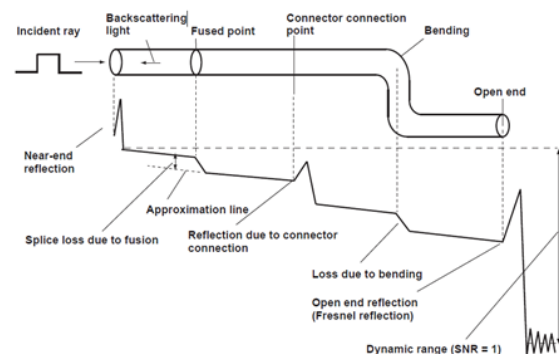 Incident ray
Backscattering
light
Fused point
Connector connection
point
Bending
Open end
Near-end
reflection
Approximation line
Splice loss due to fusion
Reflection due to connector
connection
Loss due to bending
Open end reflection
(Fresnel reflection)
Dynamic range (SNR = 1)